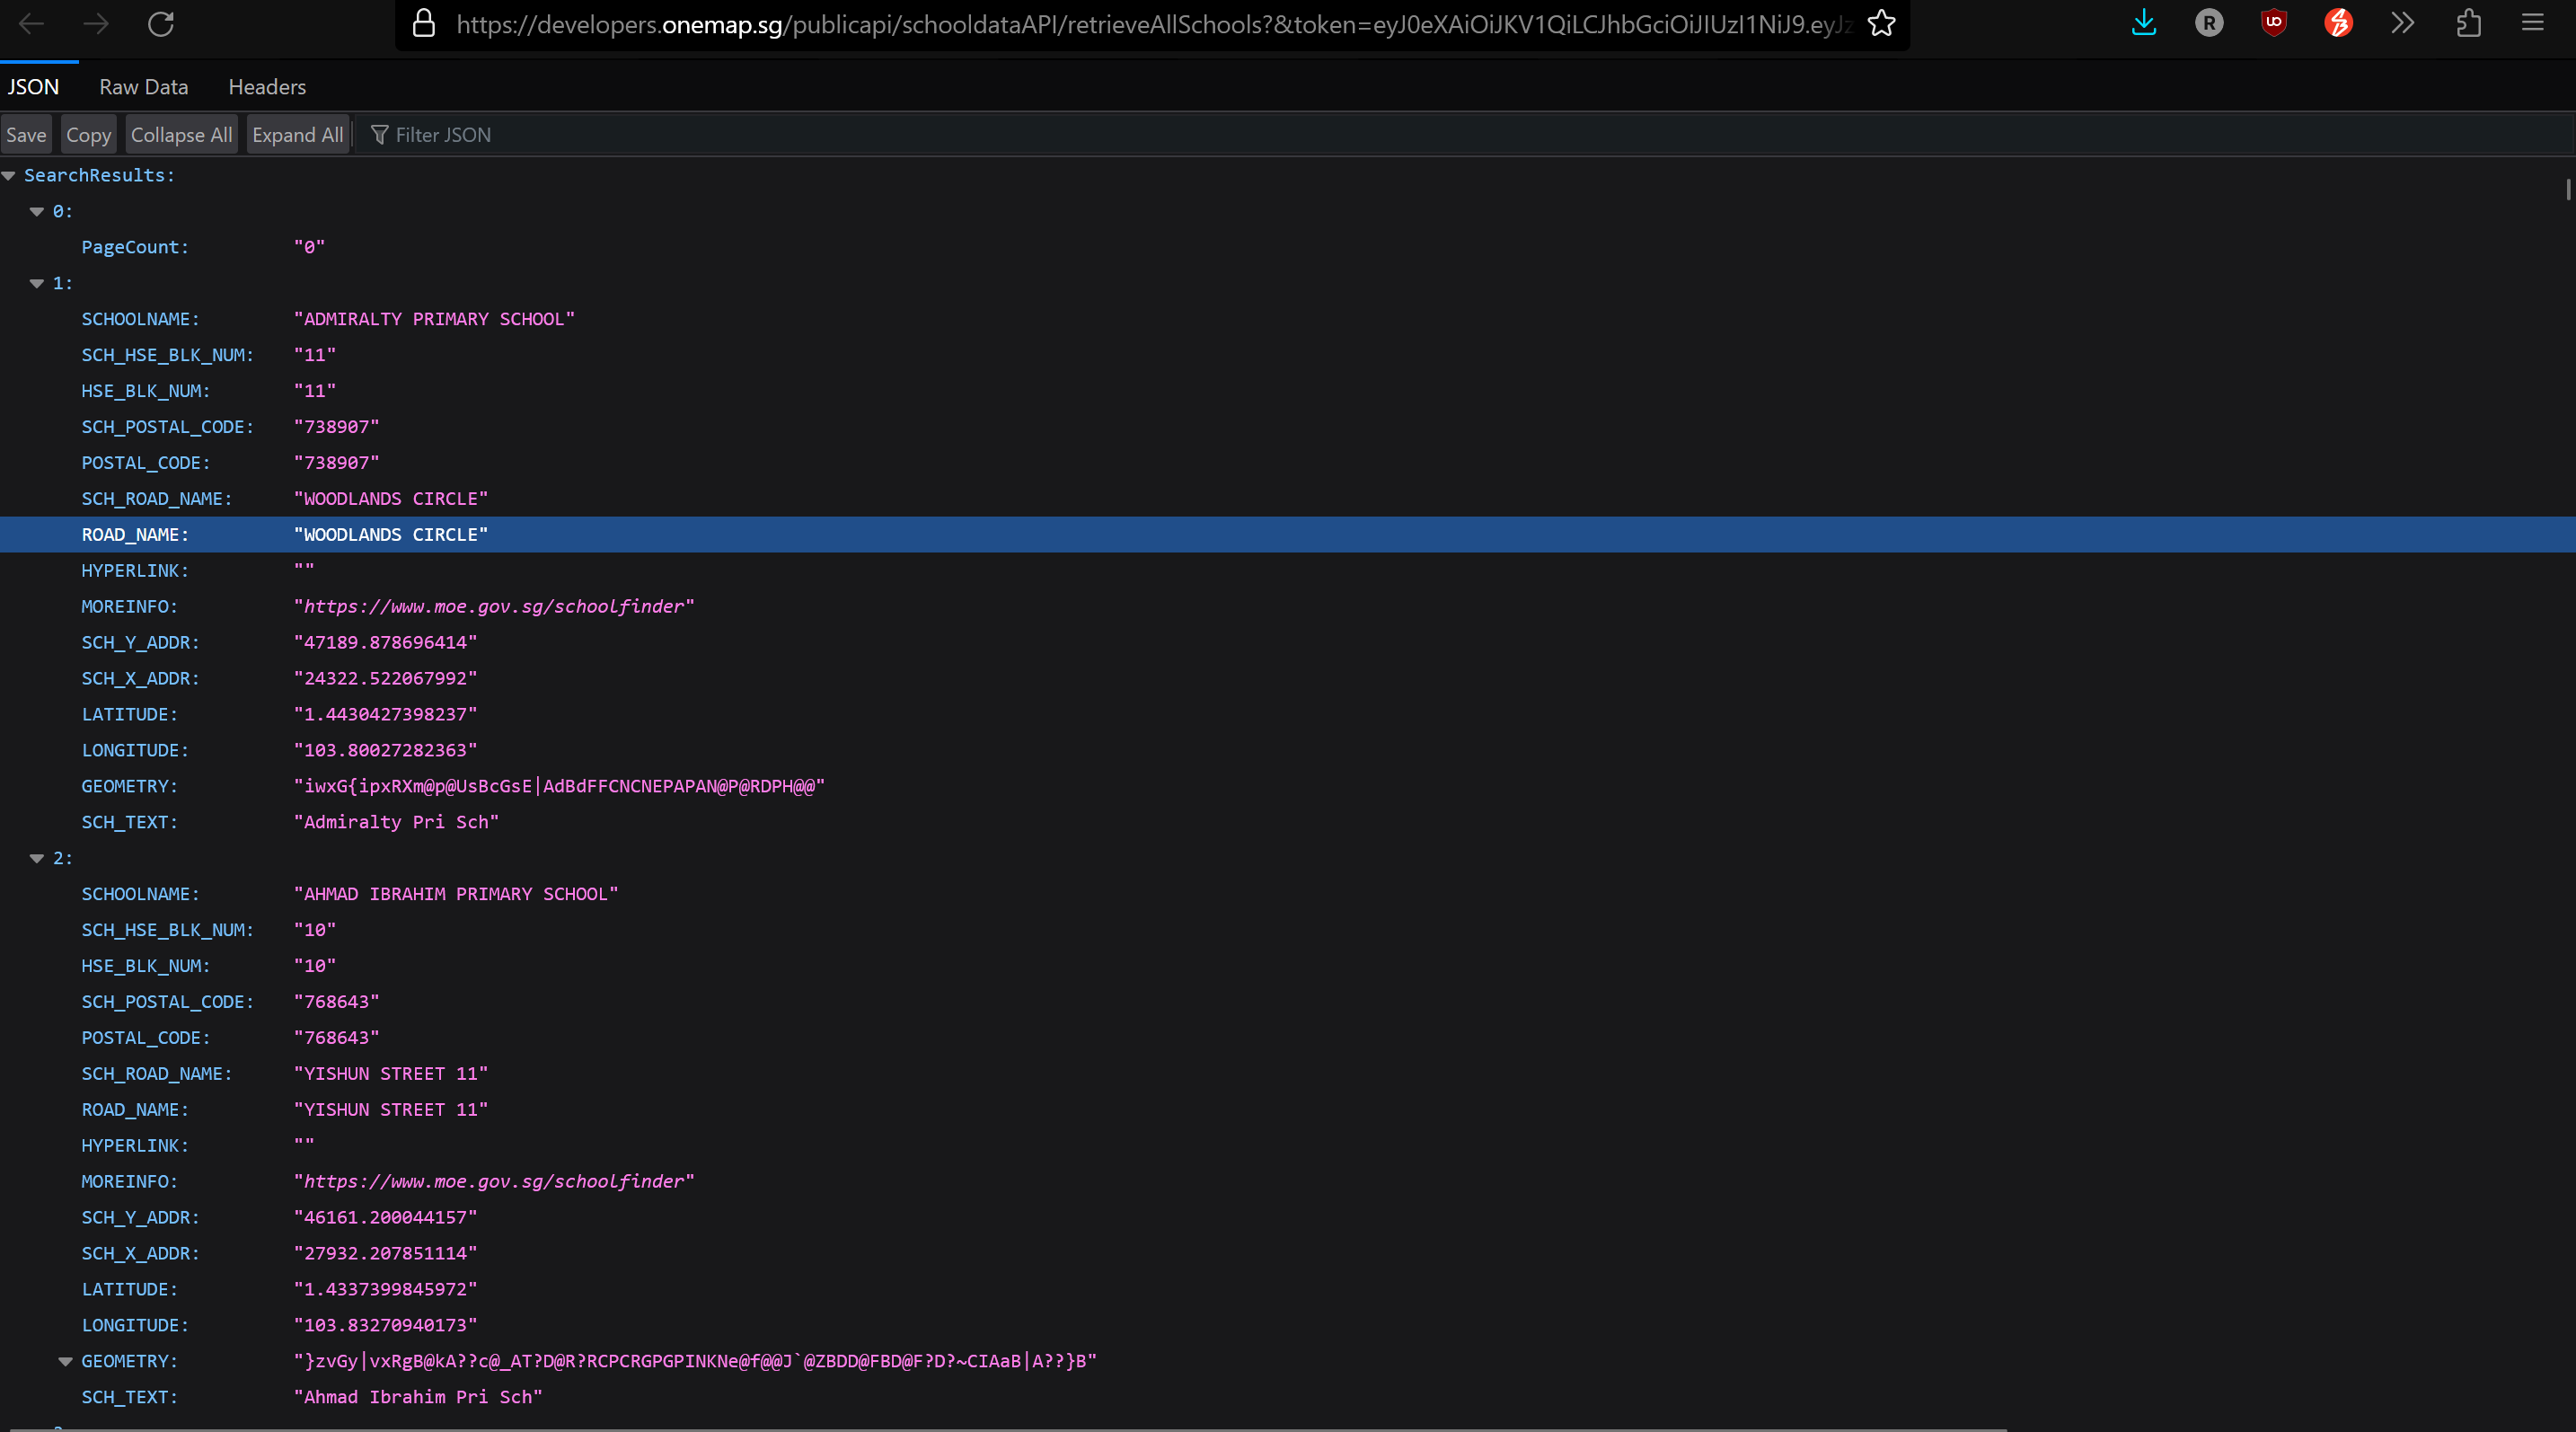 https://developers.onemap.sg/publicapi/schooldataAPI/retrieveAllSchools?&token=eyJ0eXAiOiJKV1QiLCJhbGciOiJIUzI1NiJ9.eyJz
R
UO
JSON Raw Data Headers
Save Copy Collapse All Expand All Filter JSON
SearchResults:
0:
PageCount: "0"
1:
SCHOOLNAME: "ADMIRALTY PRIMARY SCHOOL"
SCH_HSE_BLK_NUM: "11"
HSE_BLK_NUM: "11"
SCH_POSTAL_CODE: "738907"
POSTAL_CODE: "738907"
SCH_ROAD_NAME: "WOODLANDS CIRCLE"
ROAD_NAME: "WOODLANDS CIRCLE"
HYPERLINK: ""
MOREINFO: "https://www.moe.gov.sg/schoolfinder"
SCH_Y_ADDR: "47189.878696414"
SCH_X_ADDR: "24322.522067992"
LATITUDE: "1.4430427398237"
LONGITUDE: "103.80027282363"
GEOMETRY: "iwxG{ipxRXm@p@UsBcGsE|AdBdFFCNCNEPAPAN@P@RDPH@@"
SCH_TEXT: "Admiralty Pri Sch"
2:
SCHOOLNAME: "AHMAD IBRAHIM PRIMARY SCHOOL"
SCH_HSE_BLK_NUM: "10"
HSE_BLK_NUM: "10"
SCH_POSTAL_CODE: "768643"
POSTAL_CODE: "768643"
SCH_ROAD_NAME: "YISHUN STREET 11"
ROAD_NAME: "YISHUN STREET 11"
HYPERLINK: ""
MOREINFO: "https://www.moe.gov.sg/schoolfinder"
SCH_Y_ADDR: "46161.200044157"
SCH_X_ADDR: "27932.207851114"
LATITUDE: "1.4337399845972"
LONGITUDE: "103.83270940173"
GEOMETRY: "}zvGy|vxRgB@kA??c@_AT?D@R?RCPCRGPGPINKNe@f@@J`@ZBDD@FBD@F?D?~CIAaB|A??}B"
SCH_TEXT: "Ahmad Ibrahim Pri Sch"